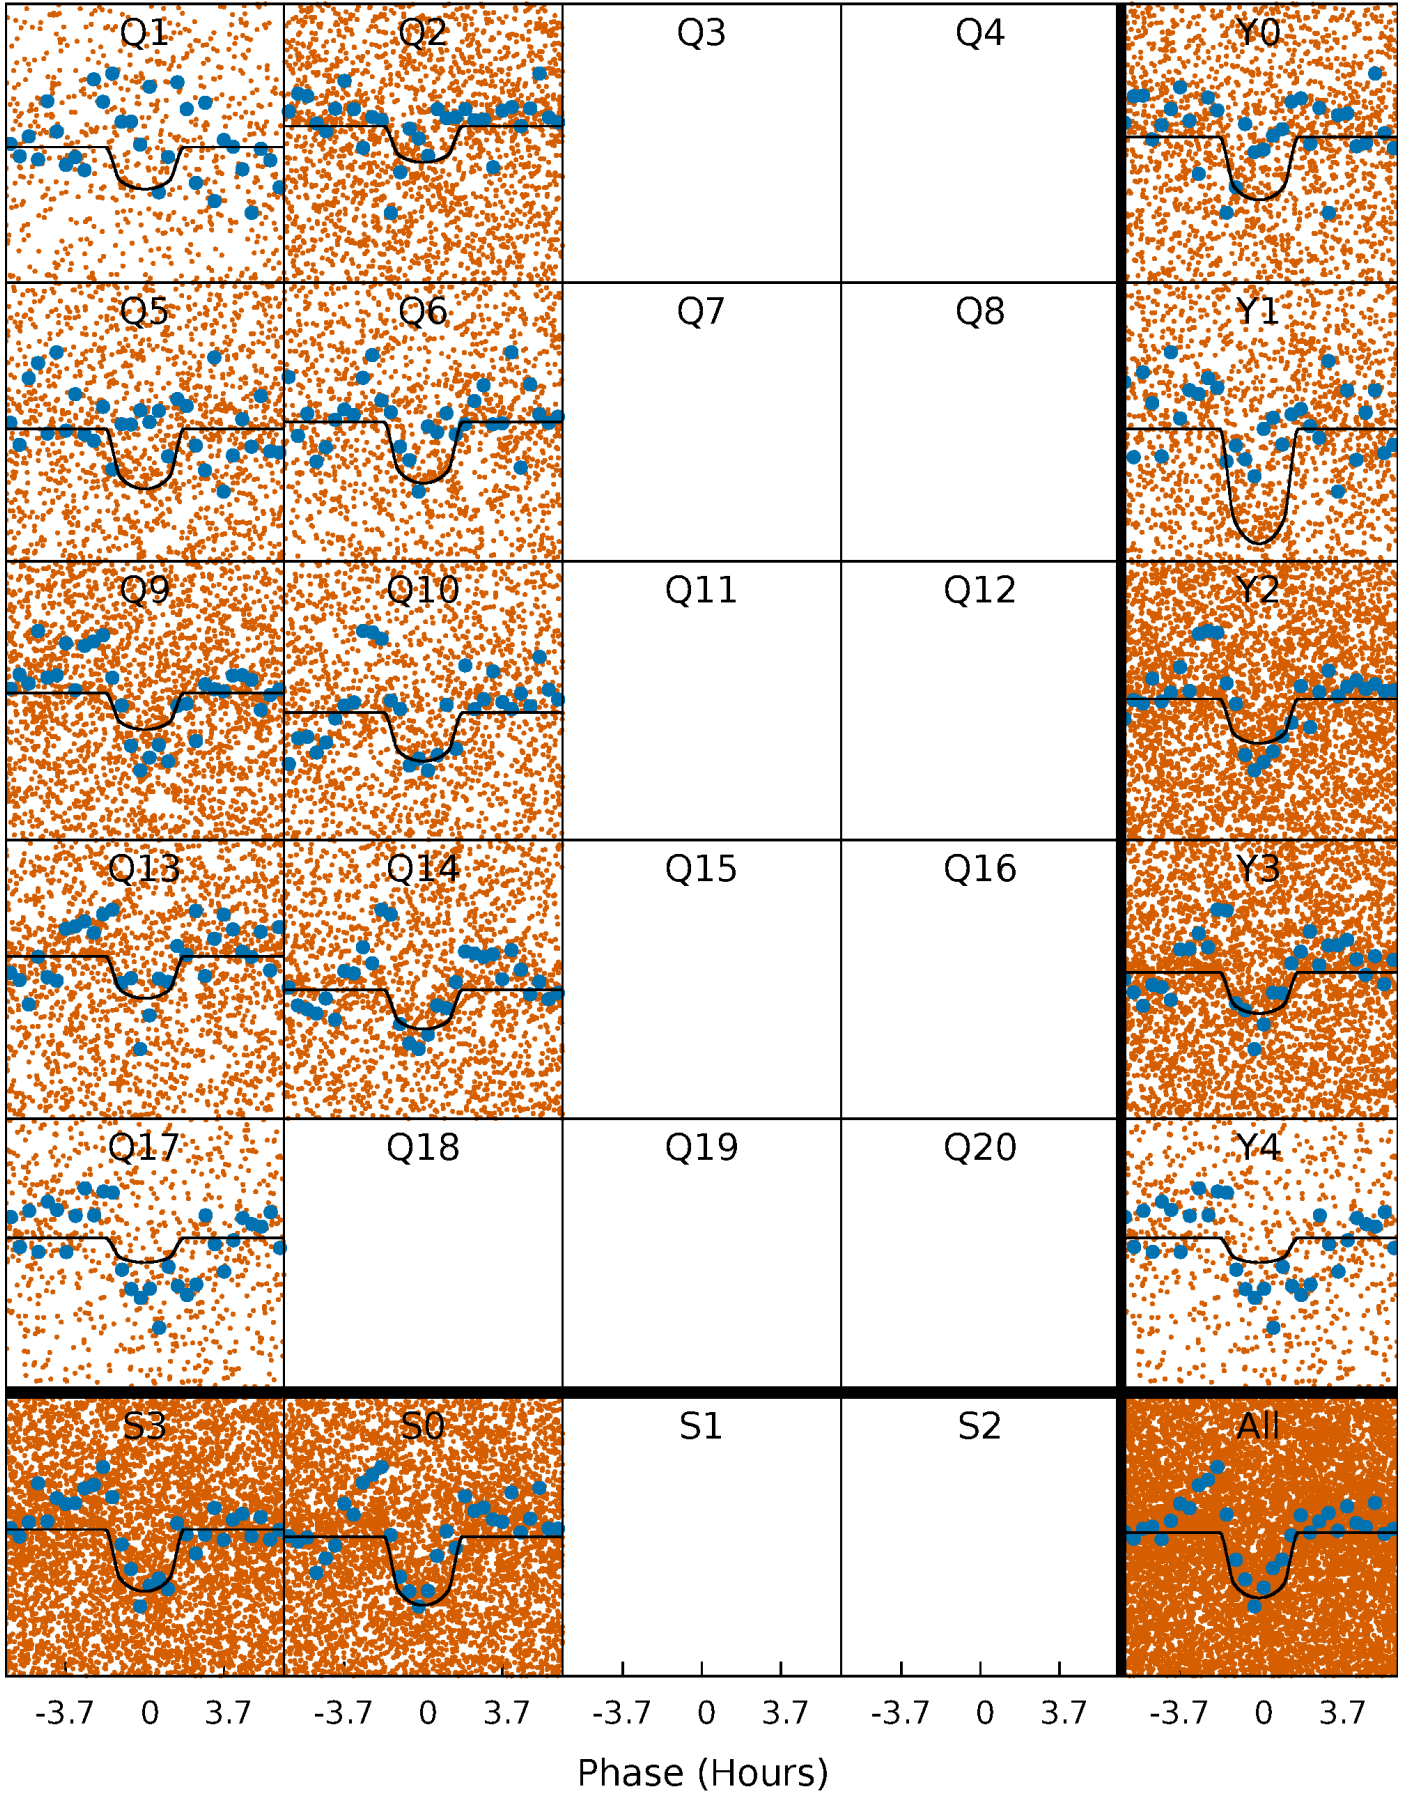 Q1 Q2 Q3 Q4 Y0
Q5 Q6 Q7 Q8 Y1
Q9 Q10 Q11 Q12 Y2
Q13 Q14 Q15 Q16 Y3
Q17 Q18 Q19 Q20 Y4
S3 S0 S1 S2 All
-3.7 0 3.7 -3.7 0 3.7 -3.7 0 3.7 -3.7 0 3.7 -3.7 0 3.7
Phase (Hours)